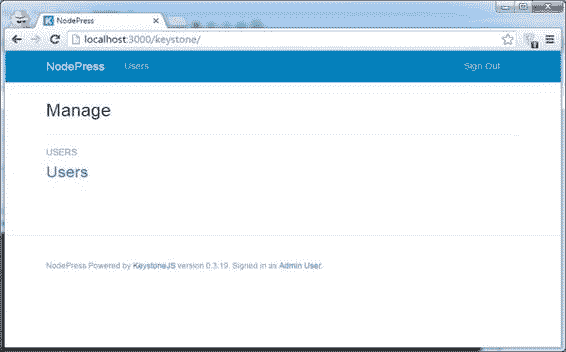 NodePress
localhost:3000/keystone/
NodePress Users Sign Out
Manage
USERS
Users
NodePress Powered by KeystoneJS version 0.3.19. Signed in as Admin User.